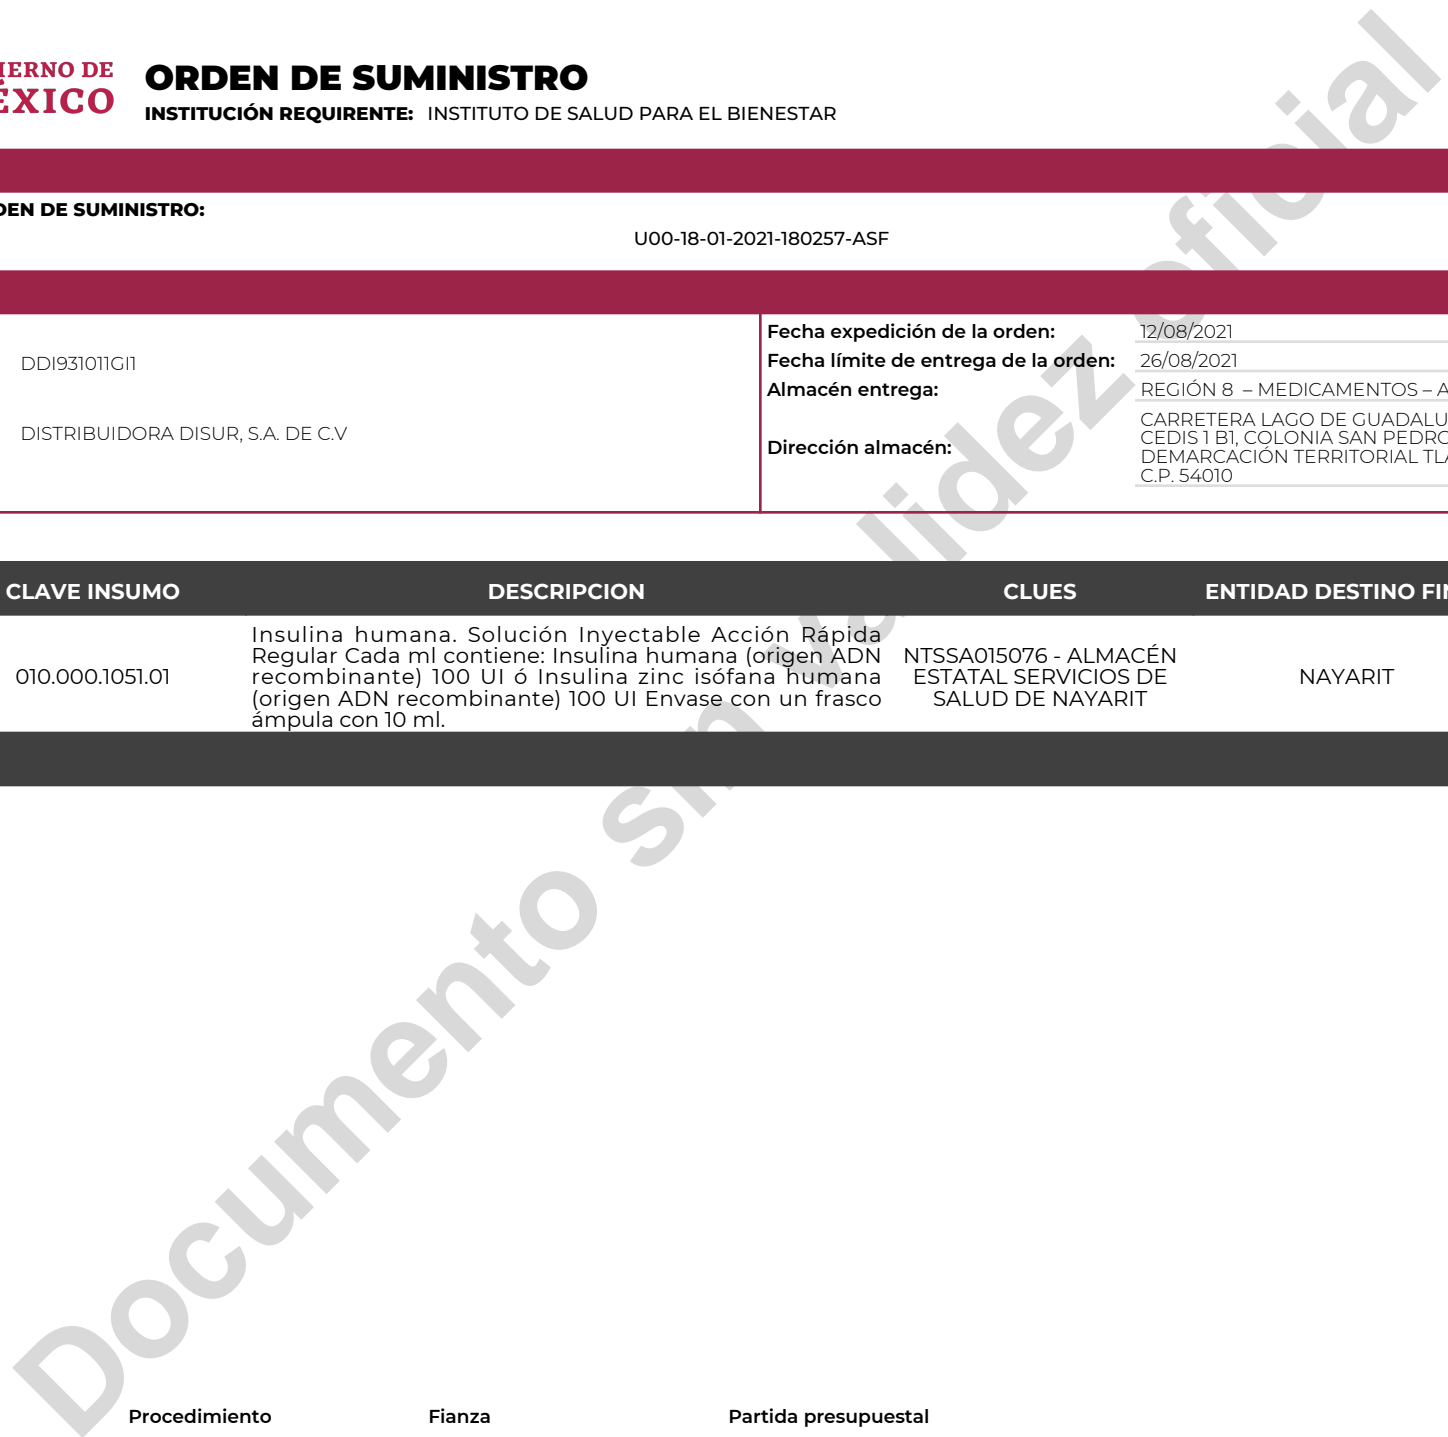 IERNO DE
ÉXICO
ORDEN DE SUMINISTRO
INSTITUCIÓN REQUIRENTE: INSTITUTO DE SALUD PARA EL BIENESTAR
DEN DE SUMINISTRO:
U00-18-01-2021-180257-ASF
DDI931011GI1
DISTRIBUIDORA DISUR, S.A. DE C.V
Fecha expedición de la orden: 12/08/2021
Fecha límite de entrega de la orden: 26/08/2021
Almacén entrega: REGIÓN 8 – MEDICAMENTOS – A
Dirección almacén:
CARRETERA LAGO DE GUADALU
CEDIS 1 B1, COLONIA SAN PEDRO
DEMARCACIÓN TERRITORIAL TLA
C.P. 54010
CLAVE INSUMO DESCRIPCION CLUES ENTIDAD DESTINO FIN
010.000.1051.01
Insulina humana. Solución Inyectable Acción Rápida
Regular Cada ml contiene: Insulina humana (origen ADN
recombinante) 100 UI ó Insulina zinc isófana humana
(origen ADN recombinante) 100 UI Envase con un frasco
ámpula con 10 ml.
NTSSA015076 - ALMACÉN
ESTATAL SERVICIOS DE
SALUD DE NAYARIT
NAYARIT
Documento sin validez oficial
Procedimiento Fianza Partida presupuestal